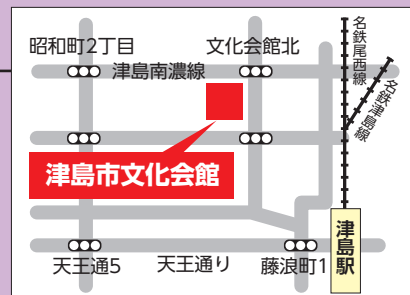 昭和町2丁目
文化会館北
名鉄尾西線
津島南濃線
名鉄津島線
津島市文化会館
津島駅
天王通5
天王通り
藤浪町1